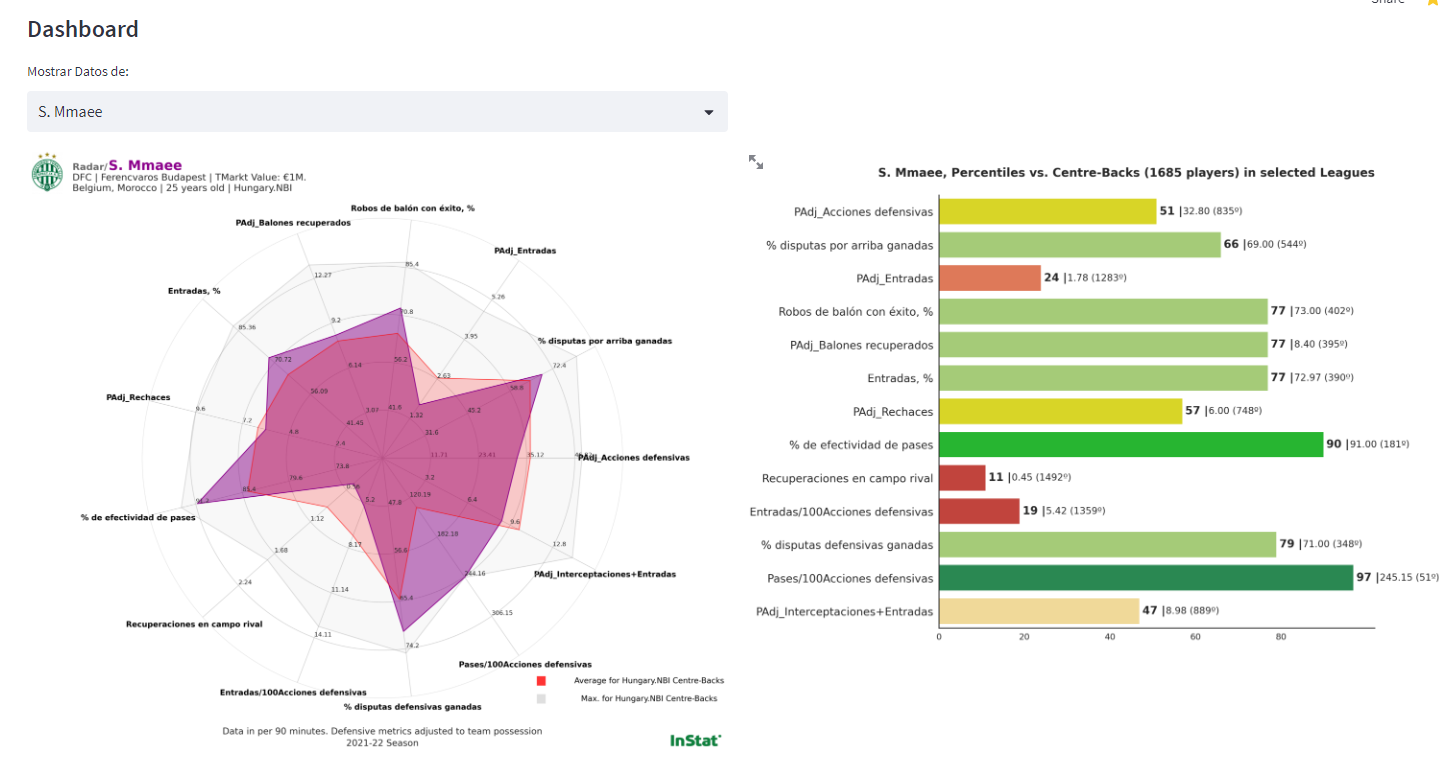 Share
Dashboard
Mostrar Datos de:
S. Mmaee
Radar/S. Mmaee
DFC | Ferencvaros Budapest | TMarkt Value: €1M.
Belgium, Morocco | 25 years old | Hungary.NBI
Robos de balón con éxito, %
PAdj_Balones recuperados
PAdj_Entradas
85.4
12.27
5.26
Entradas, %
85.36
9.2
70.8
3.95
% disputas por arriba ganadas
72.4
70.72
6.14
56.2
2.63
58.8
56.09
PAdj_Rechaces
9.6
7.2
4.8
2.4
41.45
3.07
41.6
1.32
45.2
31.6
11.71
23.41
35.12
PAdj_Acciones defensivas
73.8
79.6
85.4
0.56
5.2
47.8
120.19
3.2
6.4
9.6
12.8
% de efectividad de pases
1.12
8.17
56.6
182.18
1.68
PAdj_Intercepataciones+Entradas
2.24
11.14
65.4
244.16
306.15
Recuperaciones en campo rival
14.11
74.2
Pases/100Acciones defensivas
Entradas/100Acciones defensivas
% disputas defensivas ganadas
Average for Hungary.NBI Centre-Backs
Max. for Hungary.NBI Centre-Backs
Data in per 90 minutes. Defensive metrics adjusted to team possession
2021-22 Season
InStat
S. Mmaee, Percentiles vs. Centre-Backs (1685 players) in selected Leagues
PAdj_Acciones defensivas 51 |32.80 (835º)
% disputas por arriba ganadas 66 |69.00 (544º)
PAdj_Entradas 24 |1.78 (1283º)
Robos de balón con éxito, % 77 |73.00 (402º)
PAdj_Balones recuperados 77 |8.40 (395º)
Entradas, % 77 |72.97 (390º)
PAdj_Rechaces 57 |6.00 (748º)
% de efectividad de pases 90 |91.00 (181º)
Recuperaciones en campo rival 11 |0.45 (1492º)
Entradas/100Acciones defensivas 19 |5.42 (1359º)
% disputas defensivas ganadas 79 |71.00 (348º)
Pases/100Acciones defensivas 97 |245.15 (51º)
PAdj_Interceptaciones+Entradas 47 |8.98 (889º)
0 20 40 60 80